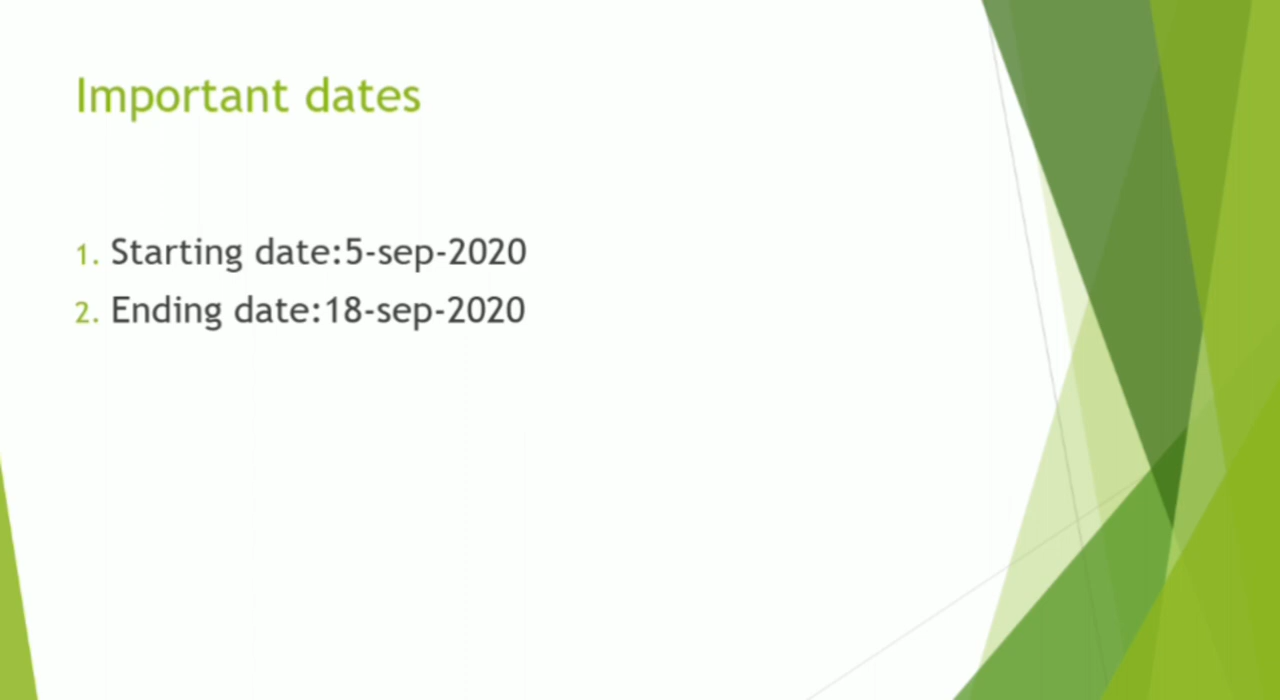 Important dates
1. Starting date:5-sep-2020
2. Ending date:18-sep-2020